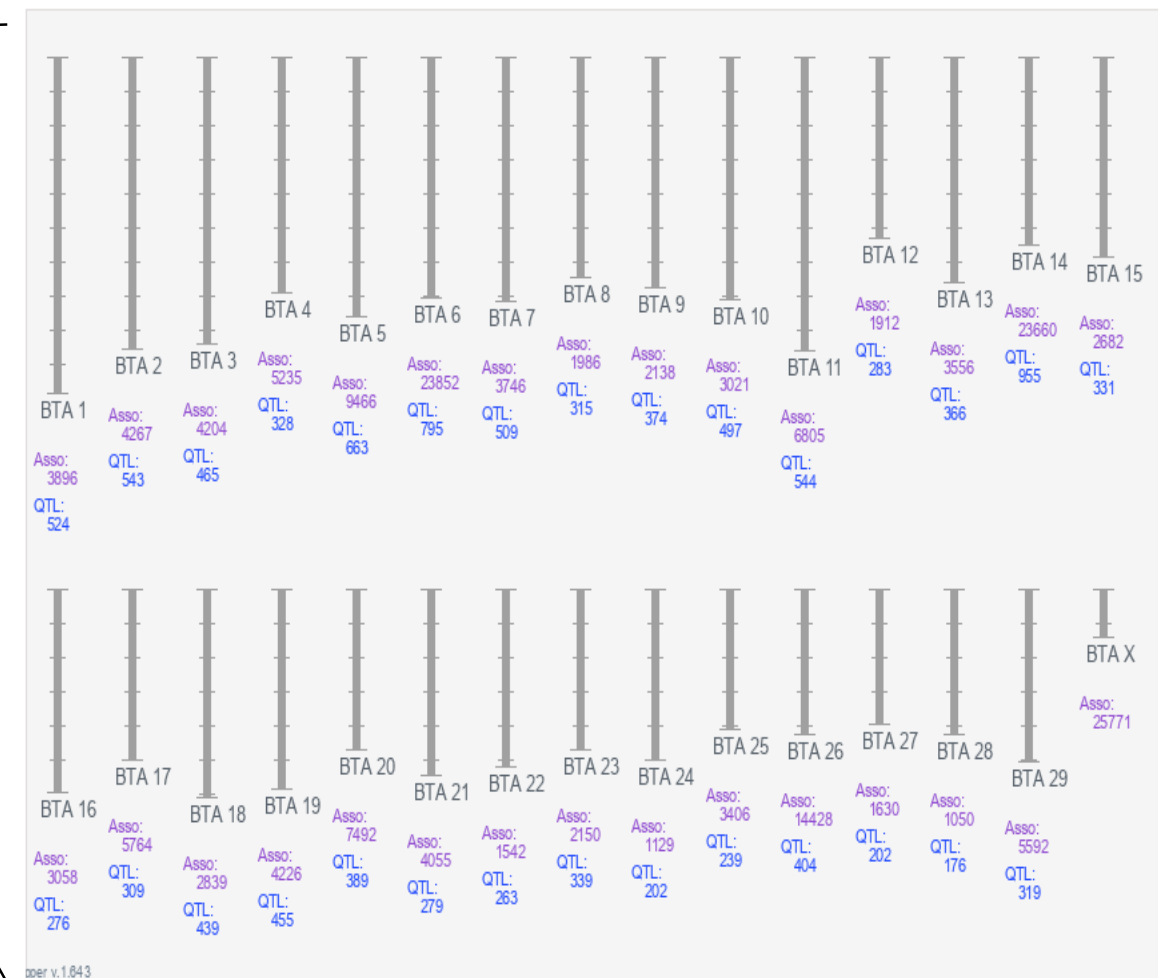 BTA 1
Asso:
3896
QTL:
524
BTA 2
Asso:
4267
QTL:
543
BTA 3
Asso:
4204
QTL:
465
BTA 4
Asso:
5235
QTL:
328
BTA 5
Asso:
9466
QTL:
663
BTA 6
Asso:
23852
QTL:
795
BTA 7
Asso:
3746
QTL:
509
BTA 8
Asso:
1986
QTL:
315
BTA 9
Asso:
2138
QTL:
374
BTA 10
Asso:
3021
QTL:
497
BTA 11
Asso:
6805
QTL:
544
BTA 12
Asso:
1912
QTL:
283
BTA 13
Asso:
3556
QTL:
366
BTA 14
Asso:
23660
QTL:
955
BTA 15
Asso:
2682
QTL:
331
BTA 16
Asso:
3058
QTL:
276
BTA 17
Asso:
5764
QTL:
309
BTA 18
Asso:
2839
QTL:
439
BTA 19
Asso:
4226
QTL:
455
BTA 20
Asso:
7492
QTL:
389
BTA 21
Asso:
4055
QTL:
279
BTA 22
Asso:
1542
QTL:
263
BTA 23
Asso:
2150
QTL:
339
BTA 24
Asso:
1129
QTL:
202
BTA 25
Asso:
3406
QTL:
239
BTA 26
Asso:
14428
QTL:
404
BTA 27
Asso:
1630
QTL:
202
BTA 28
Asso:
1050
QTL:
176
BTA 29
Asso:
5592
QTL:
319
BTA X
Asso:
25771
v.1.643